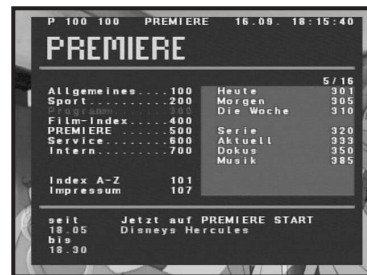 P 100 100 PREMIERE 16.09. 18:15:40
PREMIERE
5/16
Allgemeines....100 Heute 301
Sport..........200 Morgen 305
Programm.......300 Die Woche 310
Film-Index.....400
PREMIERE.......500 Serie 320
Service........600 Aktuell 333
Intern.........700 Dokus 350
Musik 385
Index A-Z 101
Impressum 107
seit Jetzt auf PREMIERE START
18.05 Disneys Hercules
bis
18.30